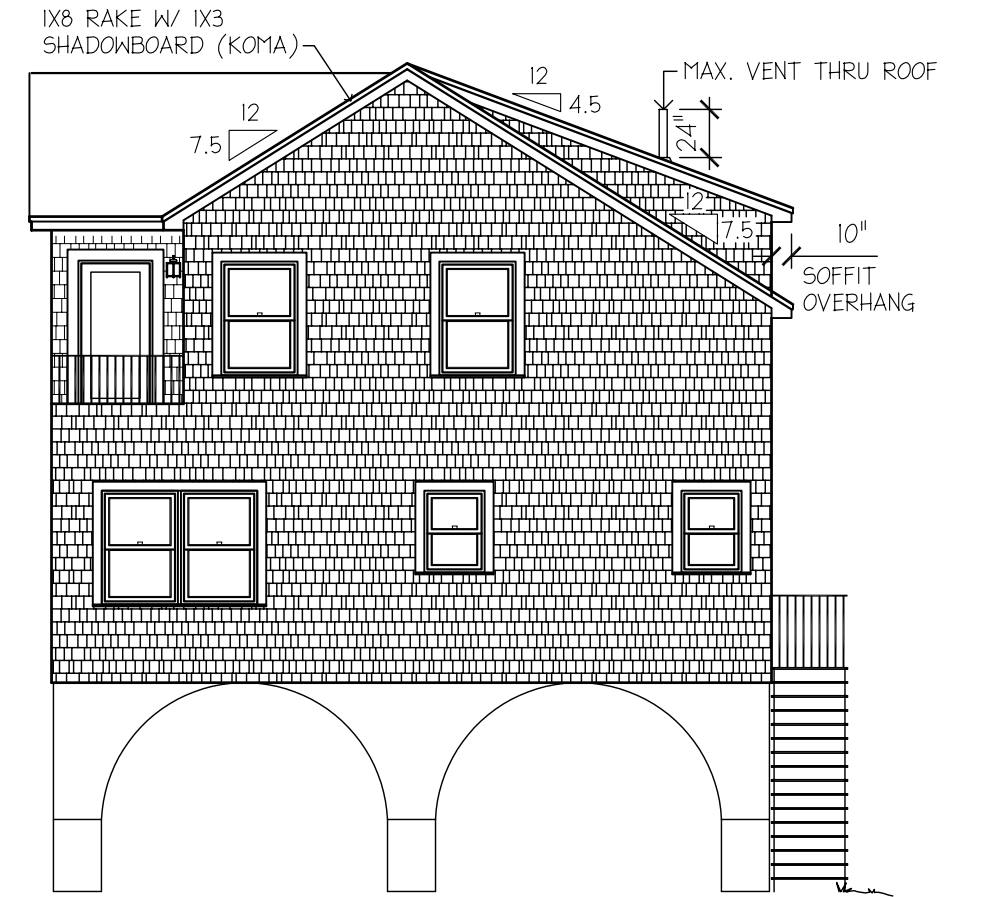 1X8 RAKE W/ 1X3
SHADOWBOARD (KOMA)
12
4.5
MAX. VENT THRU ROOF
12
7.5
24"
12
7.5
10"
SOFFIT
OVERHANG